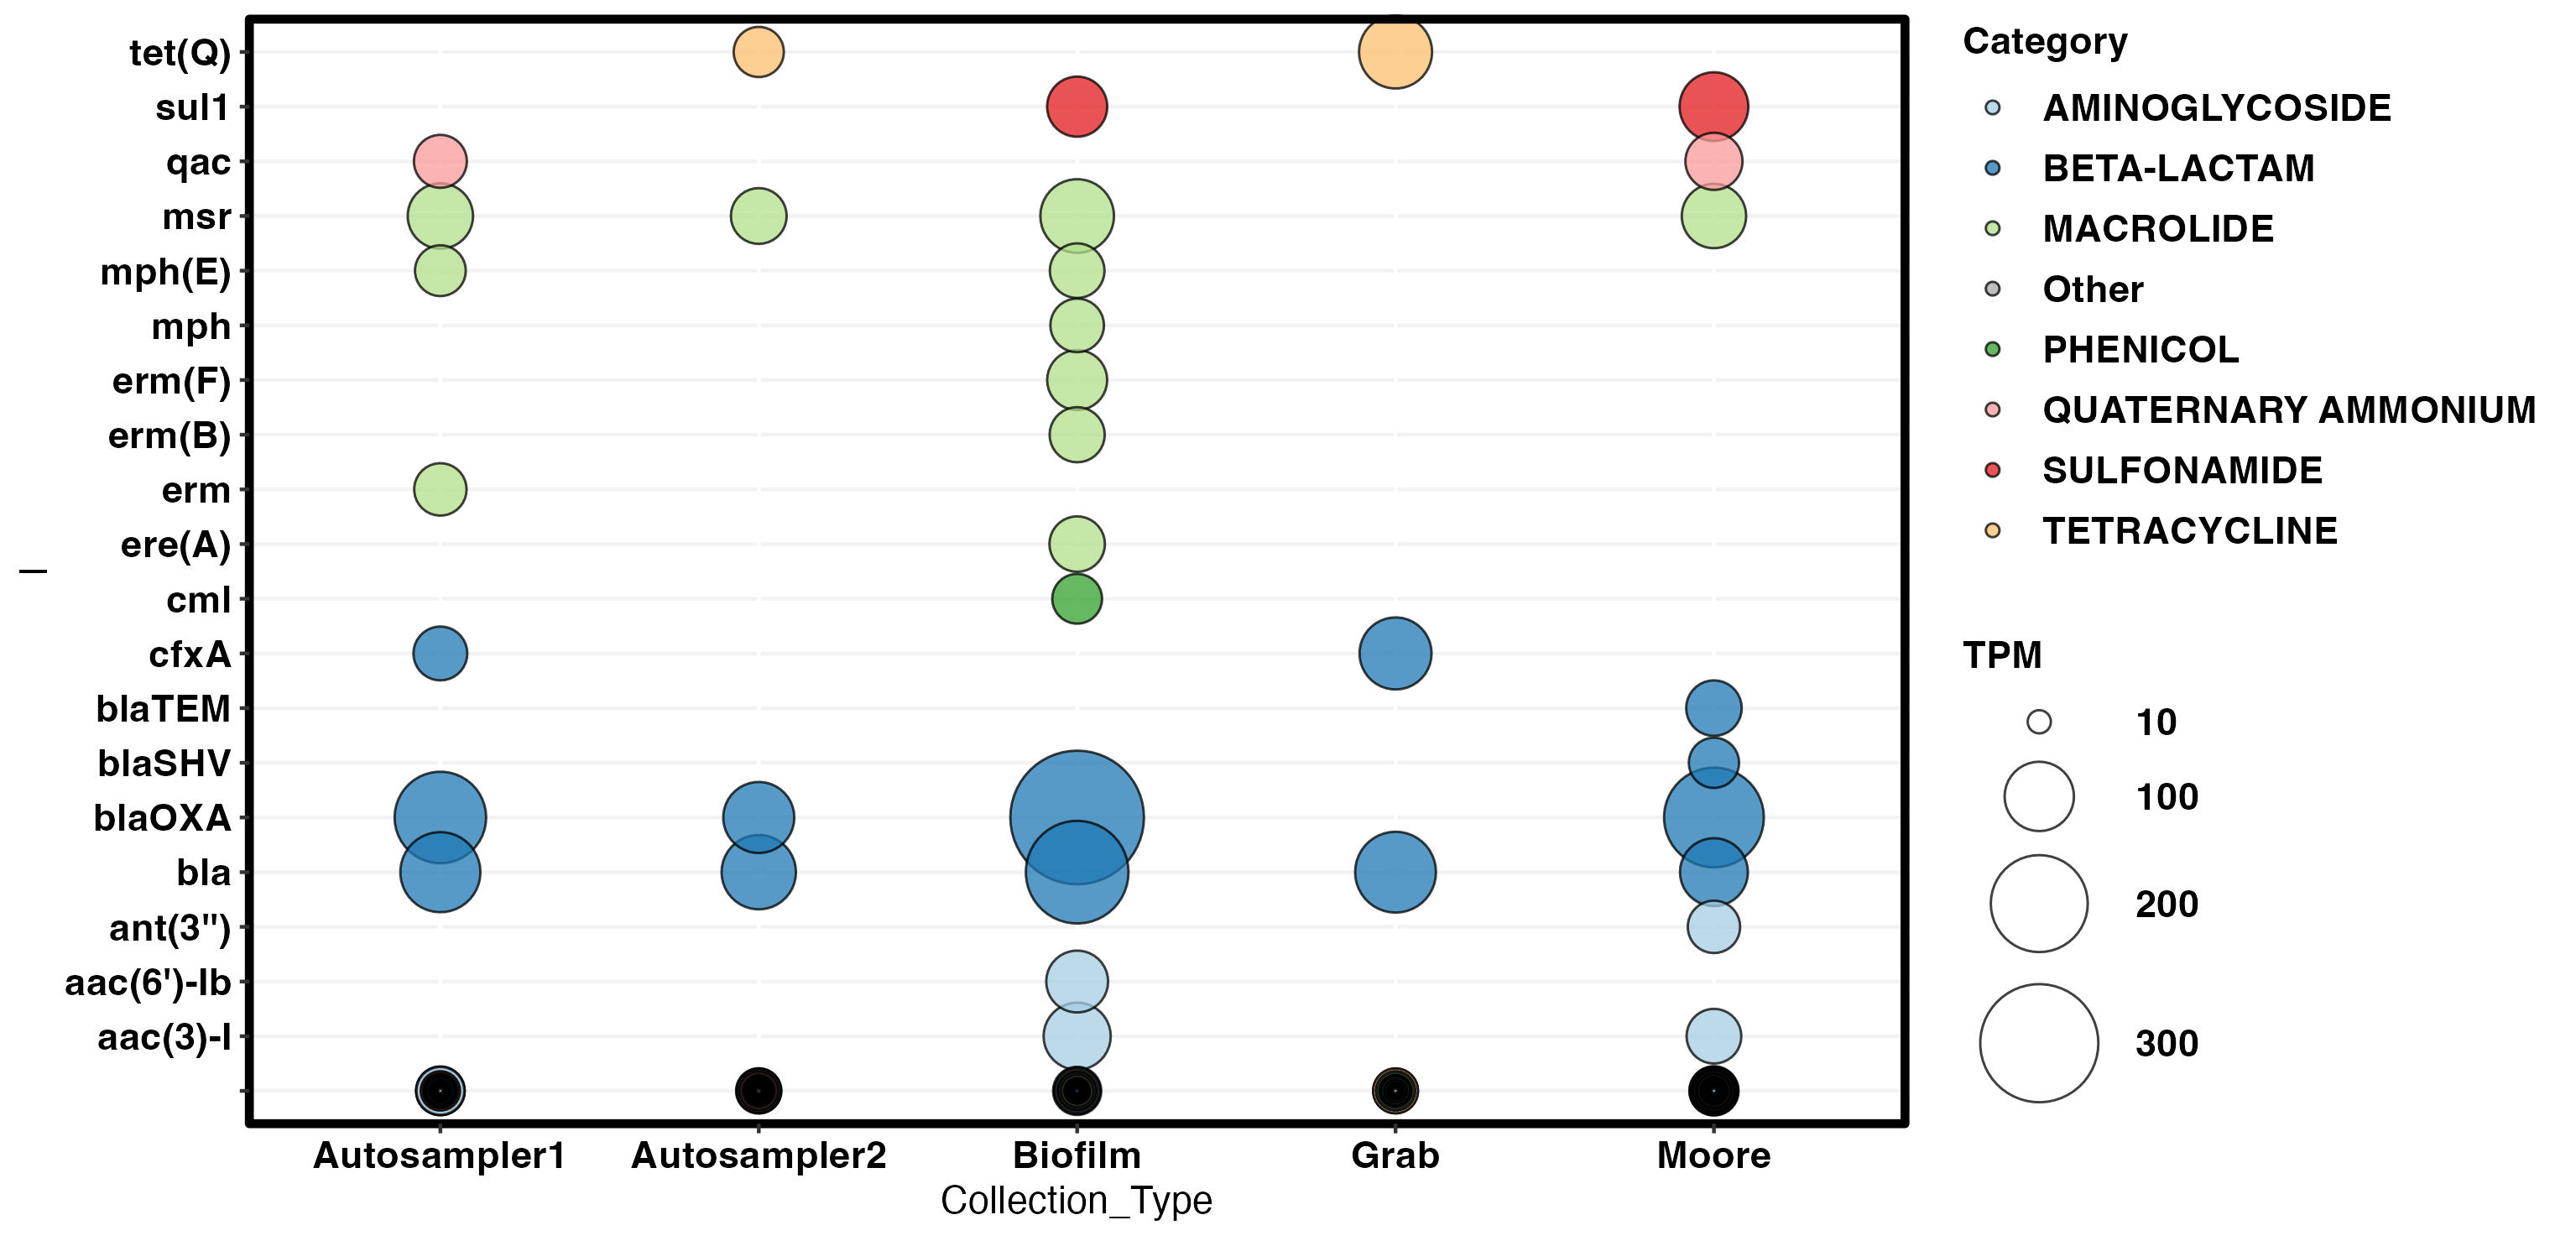 tet(Q)
sul1
qac
msr
mph(E)
mph
erm(F)
erm(B)
erm
ere(A)
cml
cfxA
blaTEM
blaSHV
blaOXA
bla
ant(3")
aac(6')-Ib
aac(3)-I
_
Autosampler1
Autosampler2
Biofilm
Grab
Moore
Collection_Type
Category
AMINOGLYCOSIDE
BETA-LACTAM
MACROLIDE
Other
PHENICOL
QUATERNARY AMMONIUM
SULFONAMIDE
TETRACYCLINE
TPM
10
100
200
300